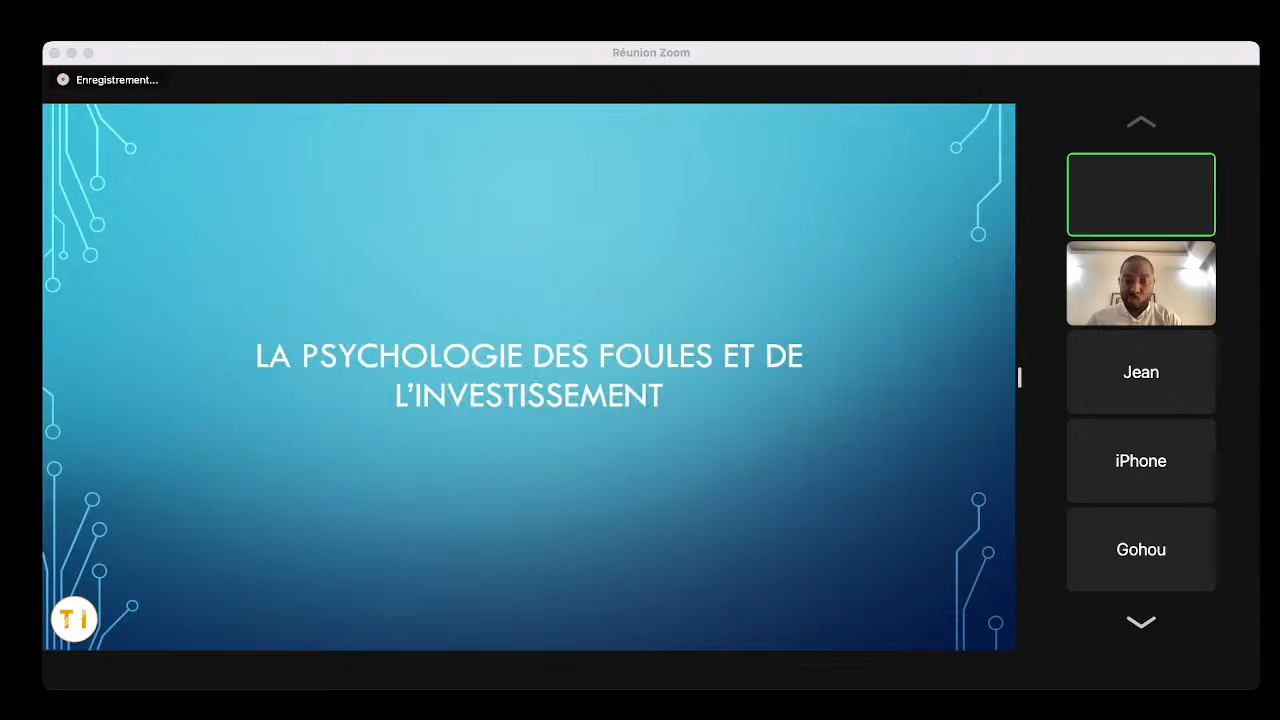 Réunion Zoom
Enregistrement...
LA PSYCHOLOGIE DES FOULES ET DE
L'INVESTISSEMENT
Jean
iPhone
Gohou
T I